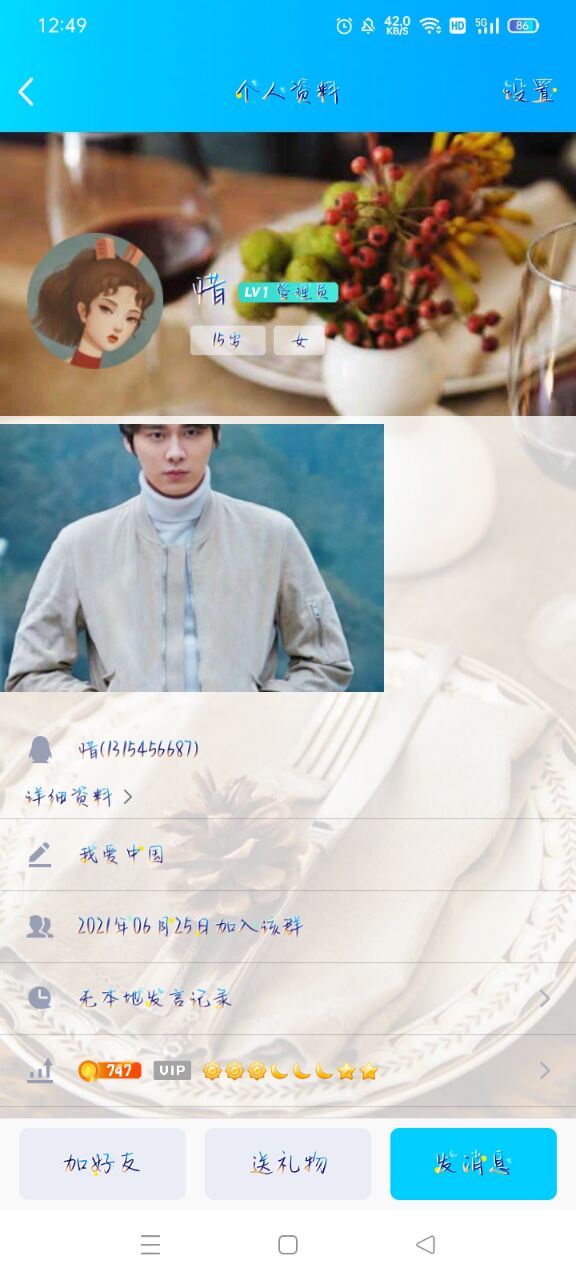 12:49 42.0 KB/S HD 5G 86
个人资料 设置
唶 LV1 管理员
15岁 女
唶(1315456687)
详细资料
我爱中国
2021年06月25日加入该群
无本地发言记录
747 VIP
加好友 送礼物 发消息